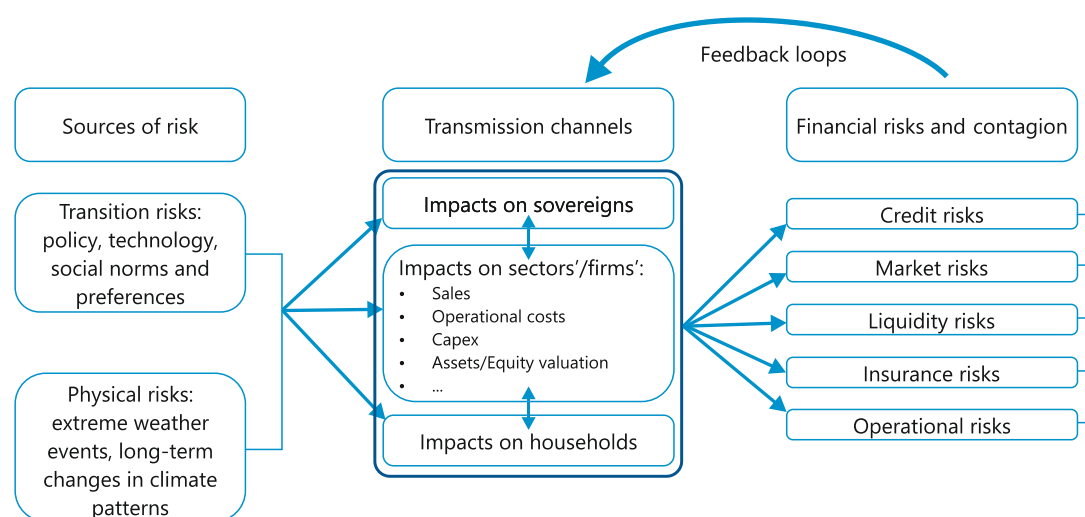 Feedback loops
Sources of risk
Transmission channels
Financial risks and contagion
Transition risks:
policy, technology,
social norms and
preferences
Physical risks:
extreme weather
events, long-term
changes in climate
patterns
Impacts on sovereigns
Impacts on sectors'/firms':
• Sales
• Operational costs
• Capex
• Assets/Equity valuation
• ...
Impacts on households
Credit risks
Market risks
Liquidity risks
Insurance risks
Operational risks